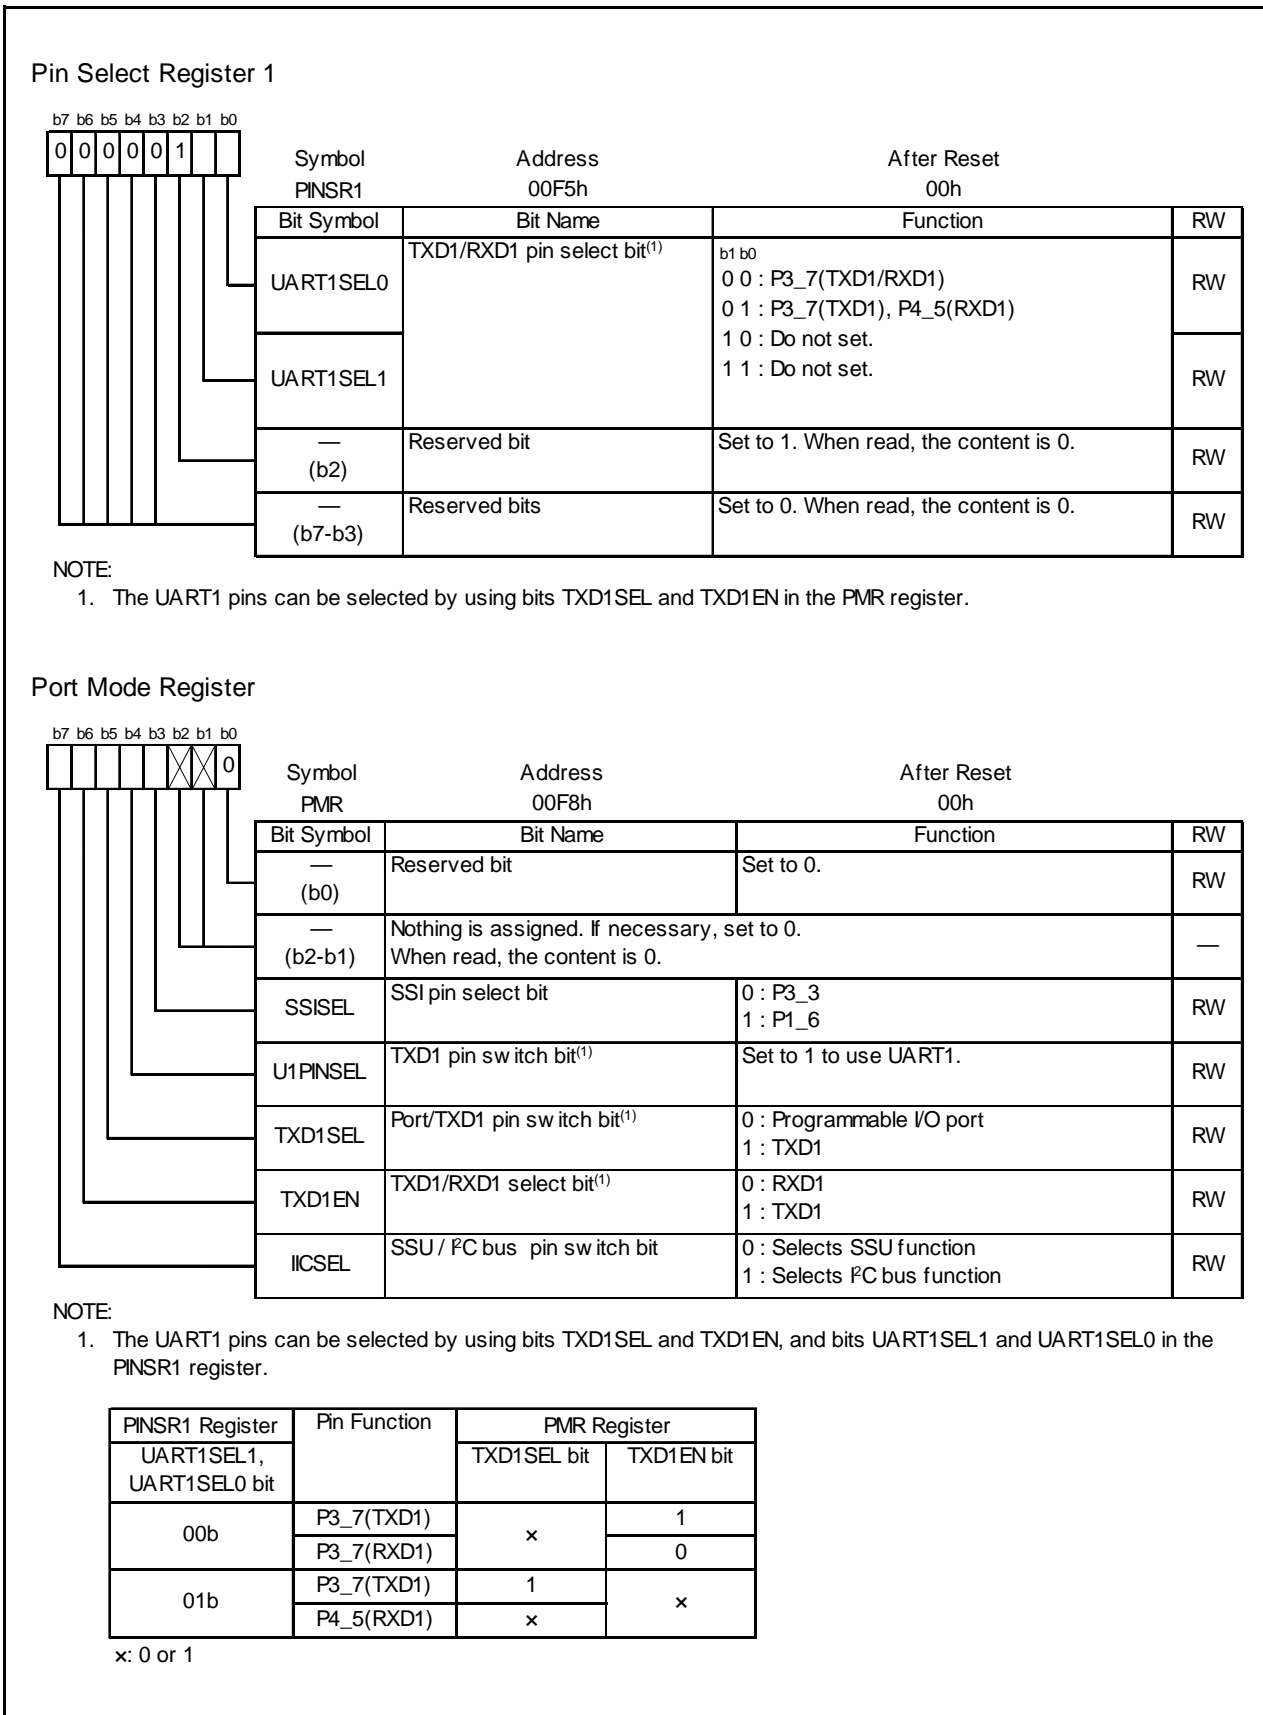 Pin Select Register 1
b7 b6 b5 b4 b3 b2 b1 b0
0 0 0 0 0 1
Symbol Address After Reset
PINSR1 00F5h 00h
Bit Symbol Bit Name Function RW
UART1SEL0 TXD1/RXD1 pin select bit(1) b1 b0
0 0 : P3_7(TXD1/RXD1) RW
0 1 : P3_7(TXD1), P4_5(RXD1)
1 0 : Do not set.
UART1SEL1 1 1 : Do not set. RW
— Reserved bit Set to 1. When read, the content is 0. RW
(b2)
— Reserved bits Set to 0. When read, the content is 0. RW
(b7-b3)
NOTE:
1. The UART1 pins can be selected by using bits TXD1SEL and TXD1EN in the PMR register.
Port Mode Register
b7 b6 b5 b4 b3 b2 b1 b0
0
Symbol Address After Reset
PMR 00F8h 00h
Bit Symbol Bit Name Function RW
— Reserved bit Set to 0. RW
(b0)
— Nothing is assigned. If necessary, set to 0. —
(b2-b1) When read, the content is 0.
SSISEL SSI pin select bit 0 : P3_3 RW
1 : P1_6
U1PINSEL TXD1 pin switch bit(1) Set to 1 to use UART1. RW
TXD1SEL Port/TXD1 pin switch bit(1) 0 : Programmable I/O port RW
1 : TXD1
TXD1EN TXD1/RXD1 select bit(1) 0 : RXD1 RW
1 : TXD1
IICSEL SSU / I2C bus pin switch bit 0 : Selects SSU function RW
1 : Selects I2C bus function
NOTE:
1. The UART1 pins can be selected by using bits TXD1SEL and TXD1EN, and bits UART1SEL1 and UART1SEL0 in the
PINSR1 register.
PINSR1 Register Pin Function PMR Register
UART1SEL1, TXD1SEL bit TXD1EN bit
UART1SEL0 bit
00b P3_7(TXD1) × 1
P3_7(RXD1) 0
01b P3_7(TXD1) 1 ×
P4_5(RXD1) ×
×: 0 or 1